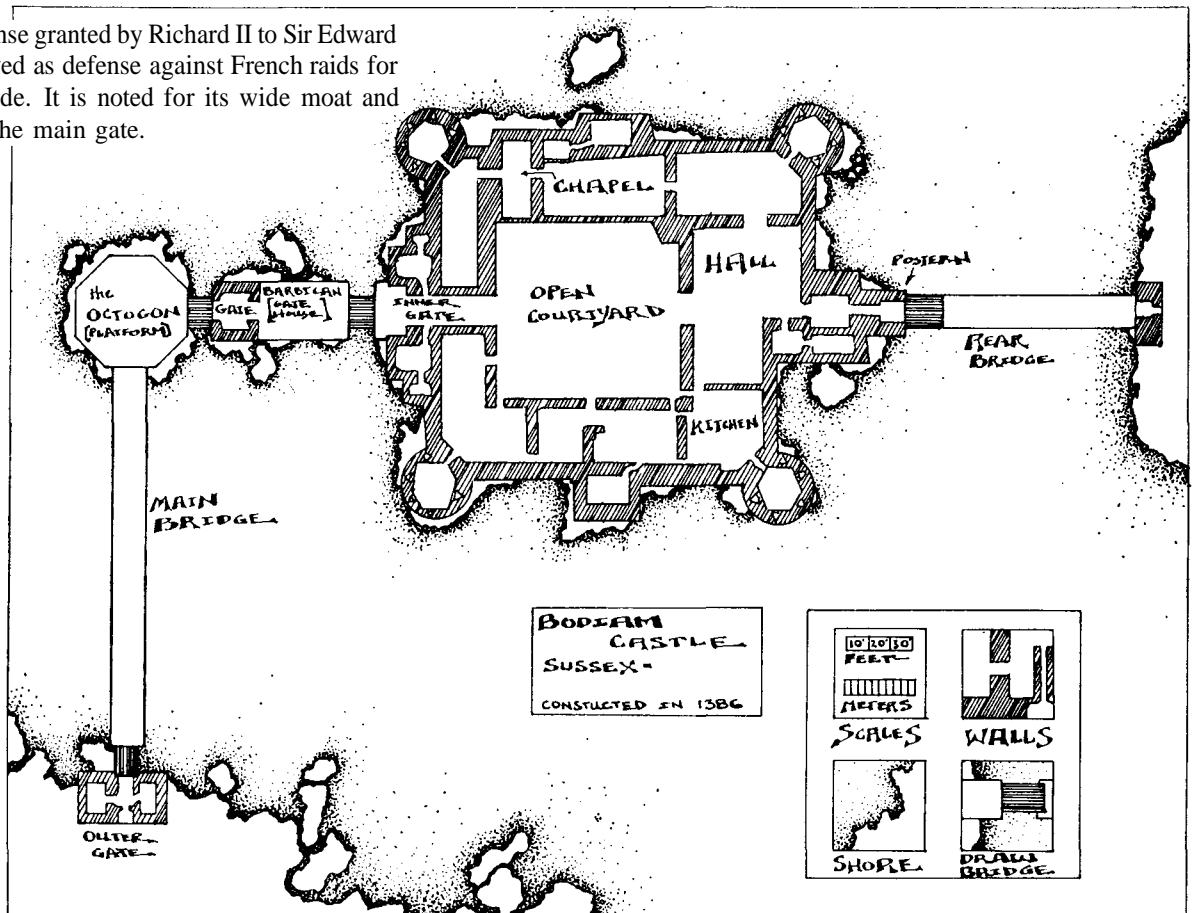 nse granted by Richard II to Sir Edward
ved as defense against French raids for
de. It is noted for its wide moat and
he main gate.
CHAPEL
HALL
POSTERN
the
OCTOGON
[PLATFORM]
GATE
BARBICAN
[GATE
HOUSE]
INNER
GATE
OPEN
COURTYARD
REAR
BRIDGE
KITCHEN
MAIN
BRIDGE
BODIAM
CASTLE
SUSSEX-
CONSTUCTED IN 1386
10' 20' 30'
FEET
METERS
SCALES
WALLS
SHORE
DRAW
BRIDGE
OUTER
GATE